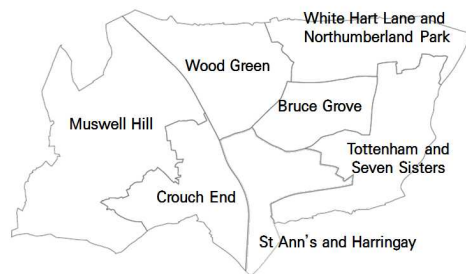 White Hart Lane and
Northumberland Park
Wood Green
Bruce Grove
Muswell Hill
Tottenham and
Seven Sisters
Crouch End
St Ann's and Harringay